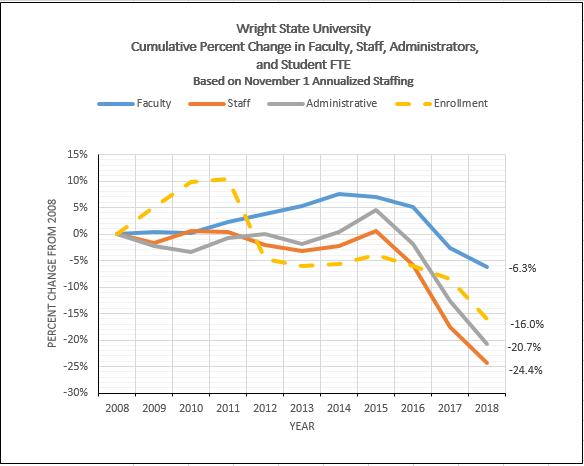 Wright State University
Cumulative Percent Change in Faculty, Staff, Administrators,
and Student FTE
Based on November 1 Annualized Staffing
Faculty Staff Administrative Enrollment
15%
10%
5%
0%
-5%
-10%
-15%
-20%
-25%
-30%
PERCENT CHANGE FROM 2008
-6.3%
-16.0%
-20.7%
-24.4%
2008 2009 2010 2011 2012 2013 2014 2015 2016 2017 2018
YEAR